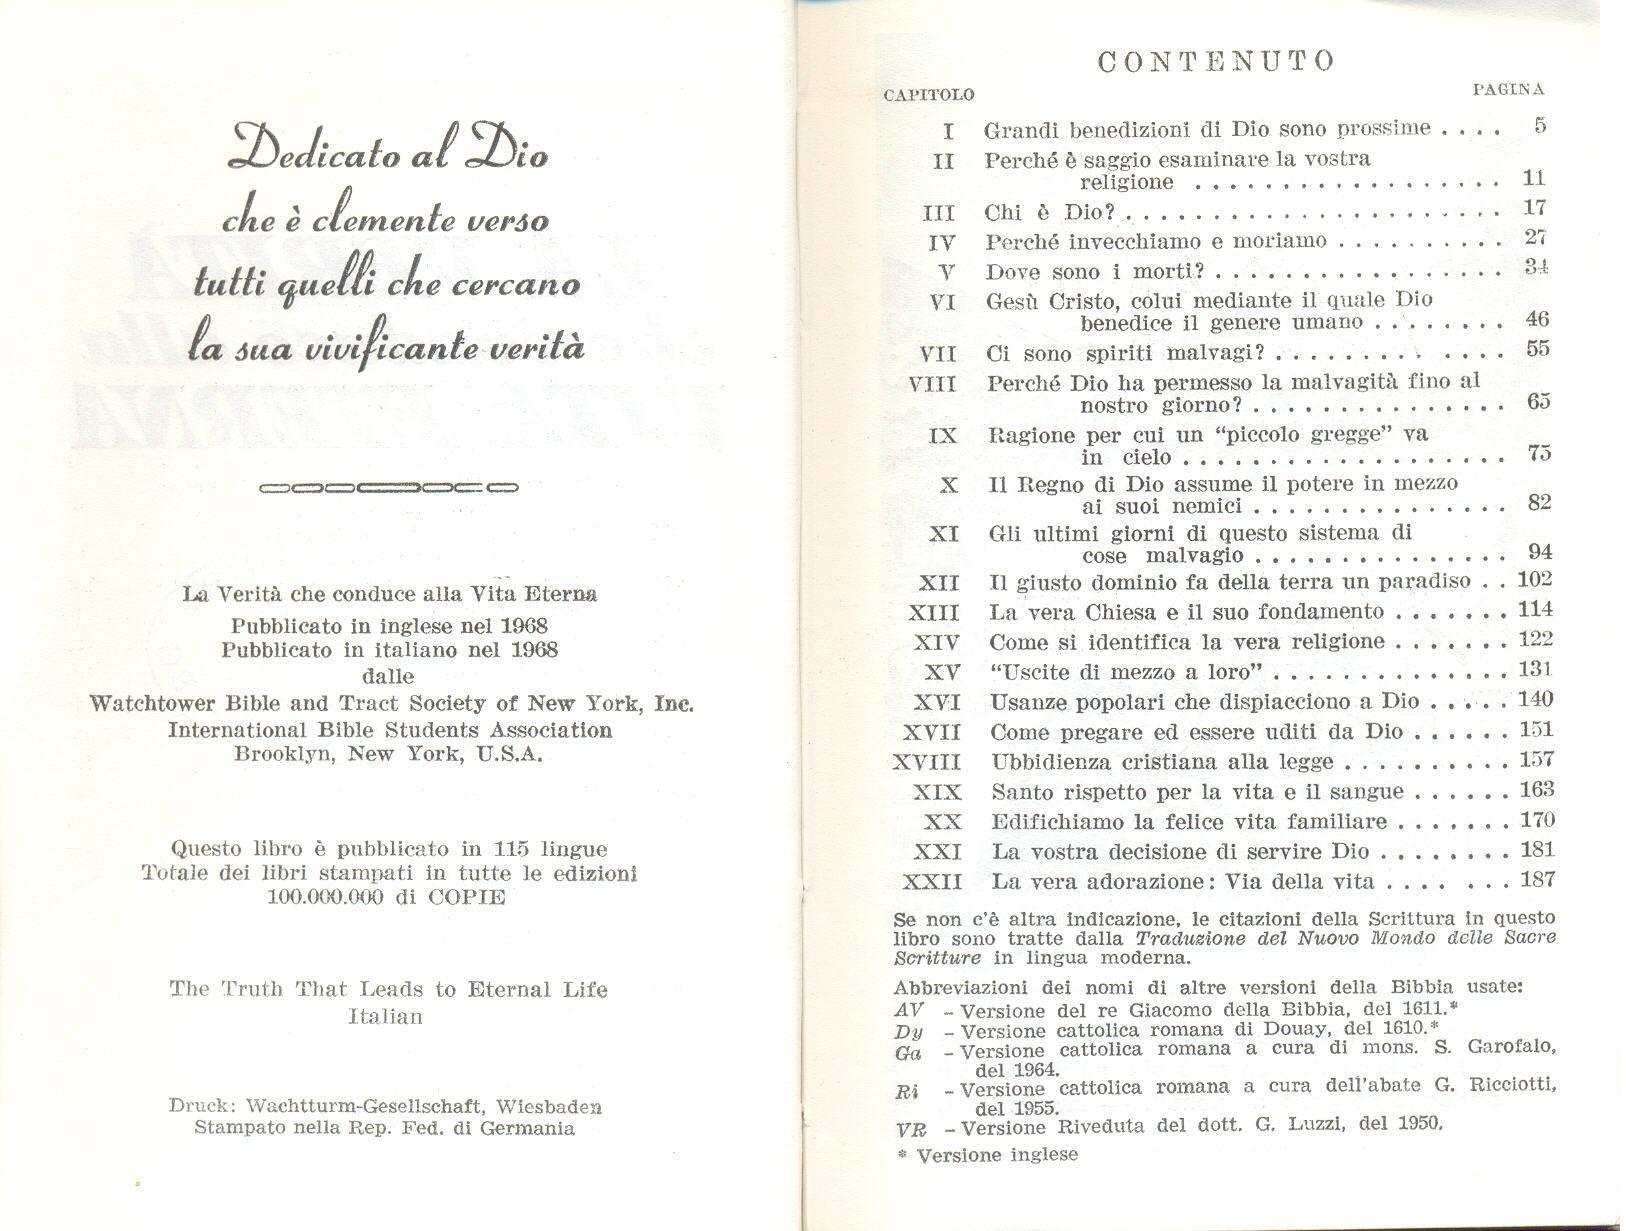 Dedicato al Dio
che è clemente verso
tutti quelli che cercano
la sua vivificante verità
La Verità che conduce alla Vita Eterna
Pubblicato in inglese nel 1968
Pubblicato in italiano nel 1968
dalle
Watchtower Bible and Tract Society of New York, Inc.
International Bible Students Association
Brooklyn, New York, U.S.A.
Questo libro è pubblicato in 115 lingue
Totale dei libri stampati in tutte le edizioni
100.000.000 di COPIE
The Truth That Leads to Eternal Life
Italian
Druck: Wachtturm-Gesellschaft, Wiesbaden
Stampato nella Rep. Fed. di Germania
CONTENUTO
CAPITOLO PAGINA
I Grandi benedizioni di Dio sono prossime . . . . 5
II Perché è saggio esaminare la vostra
religione . . . . . . . . . . . . . . . . . . 11
III Chi è Dio? . . . . . . . . . . . . . . . . . . . . . . 17
IV Perché invecchiamo e moriamo . . . . . . . . . . 27
V Dove sono i morti? . . . . . . . . . . . . . . . . . 34
VI Gesù Cristo, colui mediante il quale Dio
benedice il genere umano . . . . . . . . 46
VII Ci sono spiriti malvagi? . . . . . . . . . . . . . 55
VIII Perché Dio ha permesso la malvagità fino al
nostro giorno? . . . . . . . . . . . . . . . 65
IX Ragione per cui un “piccolo gregge” va
in cielo . . . . . . . . . . . . . . . . . . . 75
X Il Regno di Dio assume il potere in mezzo
ai suoi nemici . . . . . . . . . . . . . . . 82
XI Gli ultimi giorni di questo sistema di
cose malvagio . . . . . . . . . . . . . . . 94
XII Il giusto dominio fa della terra un paradiso . . 102
XIII La vera Chiesa e il suo fondamento . . . . . . . 114
XIV Come si identifica la vera religione . . . . . . . 122
XV “Uscite di mezzo a loro” . . . . . . . . . . . . . . 131
XVI Usanze popolari che dispiacciono a Dio . . . . . 140
XVII Come pregare ed essere uditi da Dio . . . . . . 151
XVIII Ubbidienza cristiana alla legge . . . . . . . . . . 157
XIX Santo rispetto per la vita e il sangue . . . . . . 163
XX Edifichiamo la felice vita familiare . . . . . . . 170
XXI La vostra decisione di servire Dio . . . . . . . . 181
XXII La vera adorazione: Via della vita . . . . . . . 187
Se non c'è altra indicazione, le citazioni della Scrittura in questo
libro sono tratte dalla Traduzione del Nuovo Mondo delle Sacre
Scritture in lingua moderna.
Abbreviazioni dei nomi di altre versioni della Bibbia usate:
AV – Versione del re Giacomo della Bibbia, del 1611.*
Dy – Versione cattolica romana di Douay, del 1610.*
Ga – Versione cattolica romana a cura di mons. S. Garofalo,
del 1964.
Ri – Versione cattolica romana a cura dell'abate G. Ricciotti,
del 1955.
VR – Versione Riveduta del dott. G. Luzzi, del 1950.
* Versione inglese